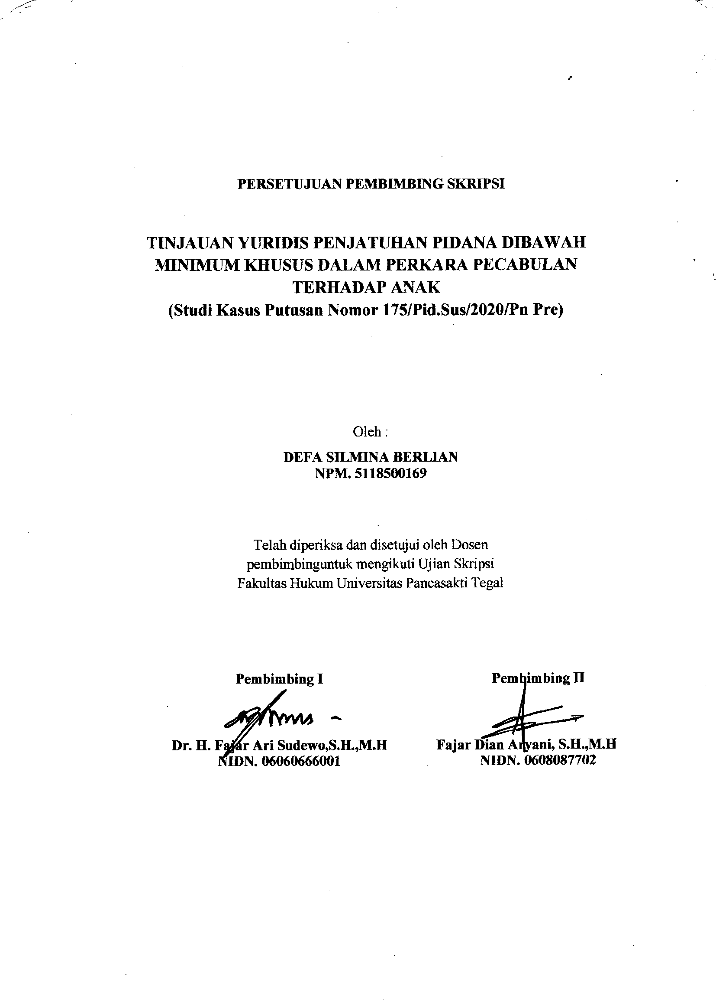 PERSETUJUAN PEMBIMBING SKRIPSI
TINJAUAN YURIDIS PENJATUHAN PIDANA DIBAWAH
MINIMUM KHUSUS DALAM PERKARA PECABULAN
TERHADAP ANAK
(Studi Kasus Putusan Nomor 175/Pid.Sus/2020/Pn Pre)
Oleh :
DEFA SILMINA BERLIAN
NPM. 5118500169
Telah diperiksa dan disetujui oleh Dosen
pembimbinguntuk mengikuti Ujian Skripsi
Fakultas Hukum Universitas Pancasakti Tegal
Pembimbing I
Dr. H. Fajar Ari Sudewo,S.H.,M.H
NIDN. 06060666001
Pembimbing II
Fajar Dian Aryani, S.H.,M.H
NIDN. 0608087702